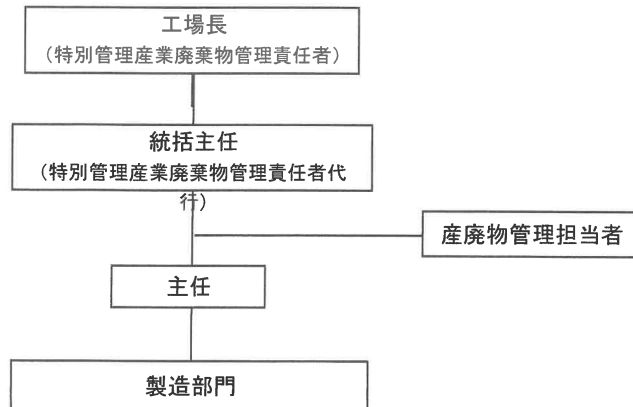 工場長
（特別管理産業廃棄物管理責任者）
統括主任
（特別管理産業廃棄物管理責任者代
行）
産廃物管理担当者
主任
製造部門